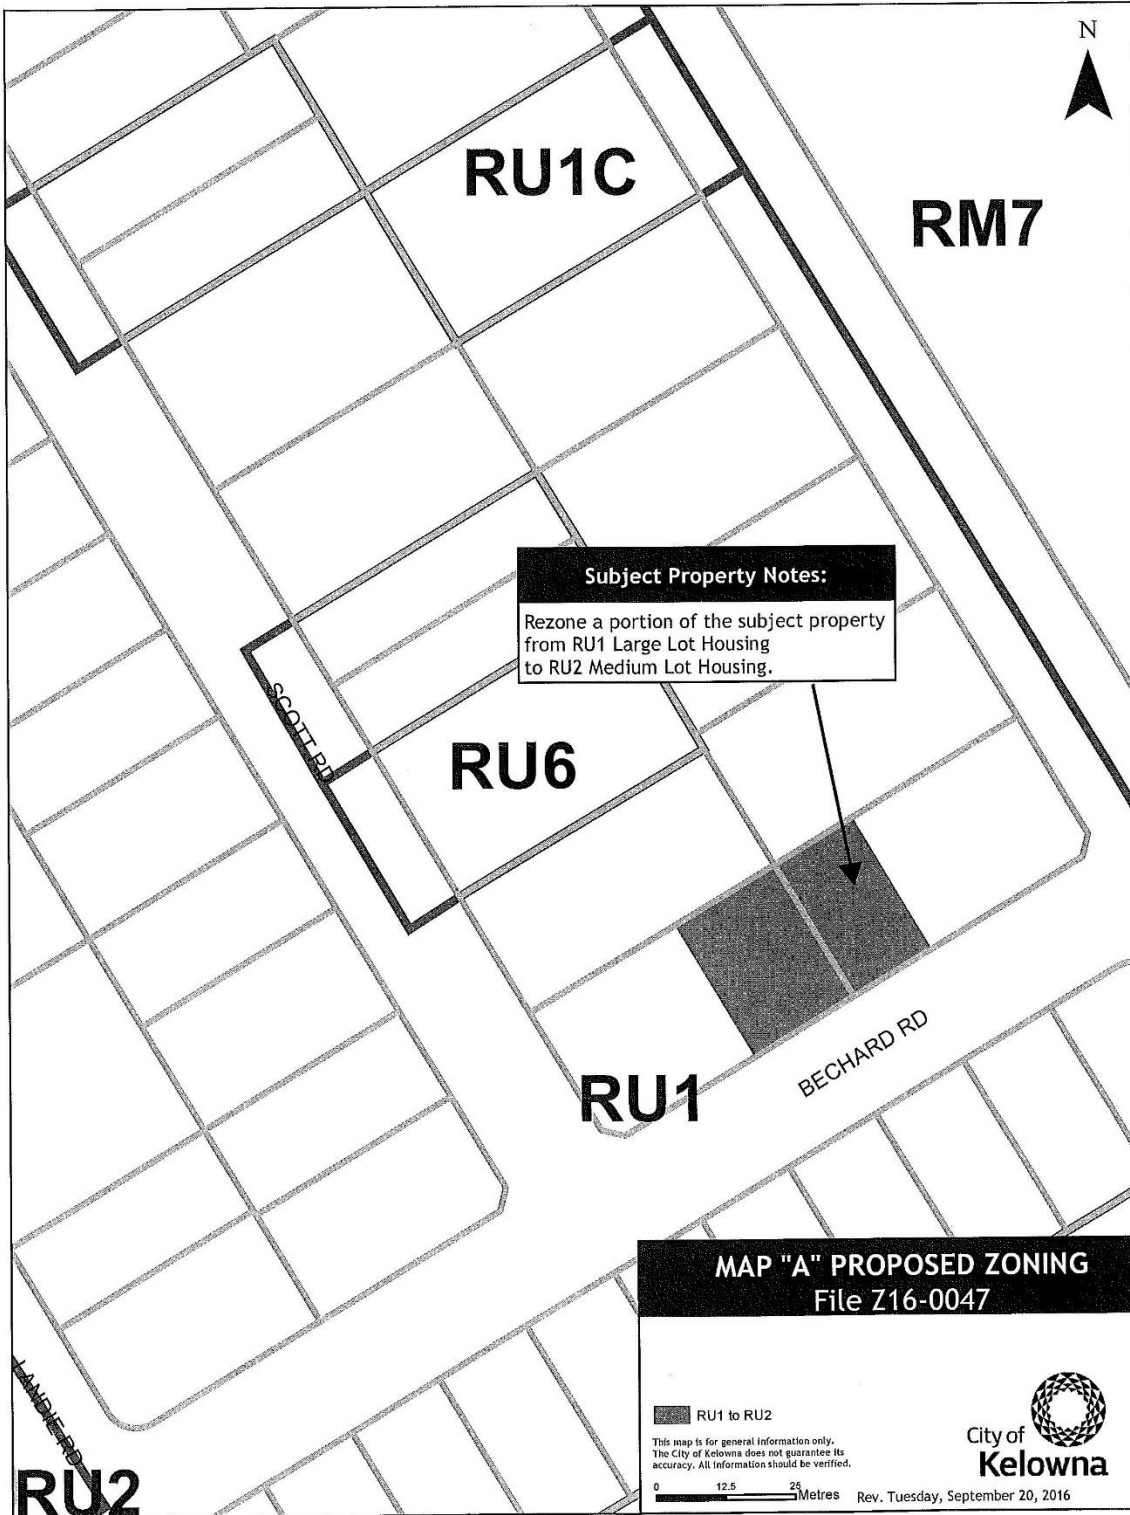 N
RU1C
RM7
Subject Property Notes:
Rezone a portion of the subject property
from RU1 Large Lot Housing
to RU2 Medium Lot Housing.
SCOTT RD
RU6
BECHARD RD
RU1
MAP "A" PROPOSED ZONING
File Z16-0047
RU1 to RU2
This map is for general information only.
The City of Kelowna does not guarantee its
accuracy. All information should be verified.
0 12.5 25 Metres
City of
Kelowna
Rev. Tuesday, September 20, 2016
LANDIE RD
RU2